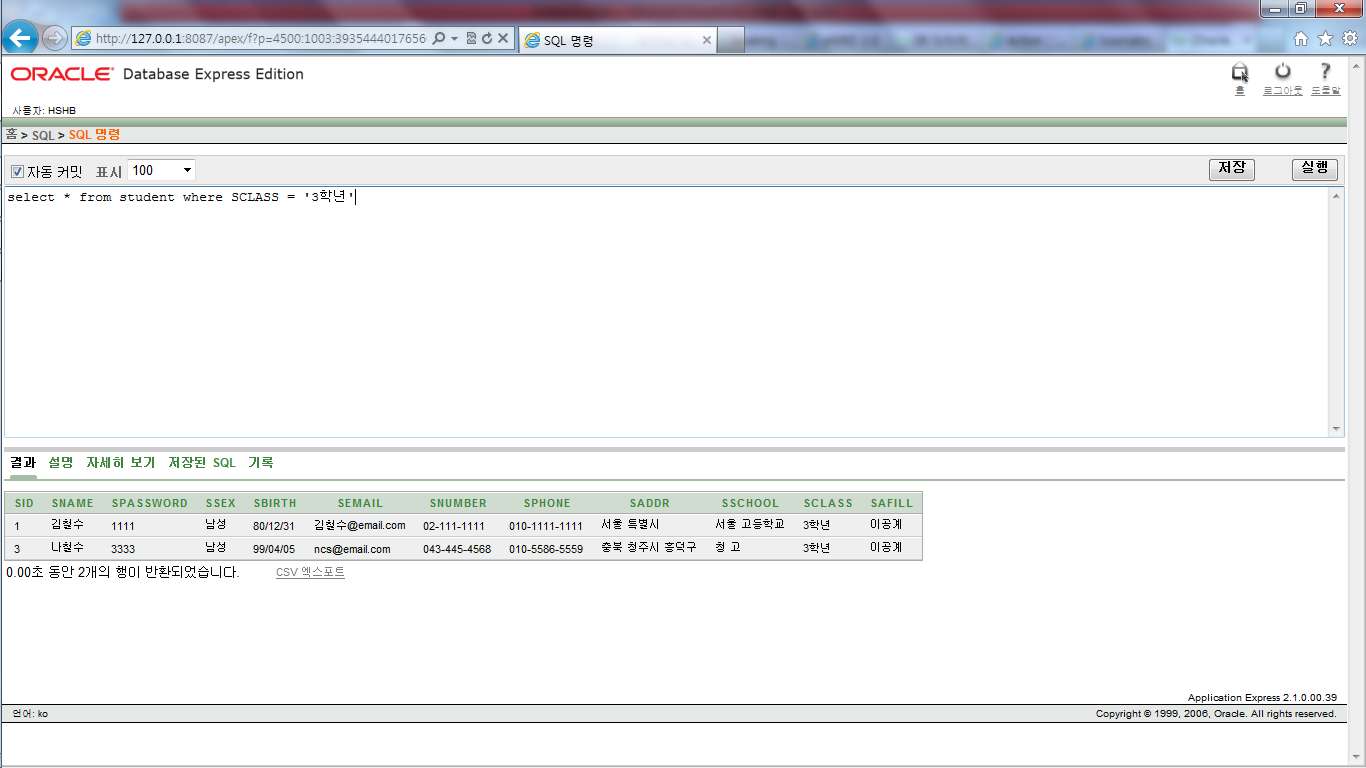 http://127.0.0.1:8087/apex/f?p=4500:1003:3935444017656
SQL 명령
ORACLE Database Express Edition
홈 로그아웃 도움말
사용자: HSHB
홈 > SQL > SQL 명령
자동 커밋 표시 100 저장 실행
select * from student where SCLASS = '3학년'
결과 설명 자세히 보기 저장된 SQL 기록
SID SNAME SPASSWORD SSEX SBIRTH SEMAIL SNUMBER SPHONE SADDR SSCHOOL SCLASS SAFILL
1 김철수 1111 남성 80/12/31 김철수@email.com 02-111-1111 010-1111-1111 서울 특별시 서울 고등학교 3학년 이공계
3 나철수 3333 남성 99/04/05 ncs@email.com 043-445-4568 010-5586-5559 충북 청주시 흥덕구 청 고 3학년 이공계
0.00초 동안 2개의 행이 반환되었습니다. CSV 엑스포트
Application Express 2.1.0.00.39
언어: ko Copyright © 1999, 2006, Oracle. All rights reserved.